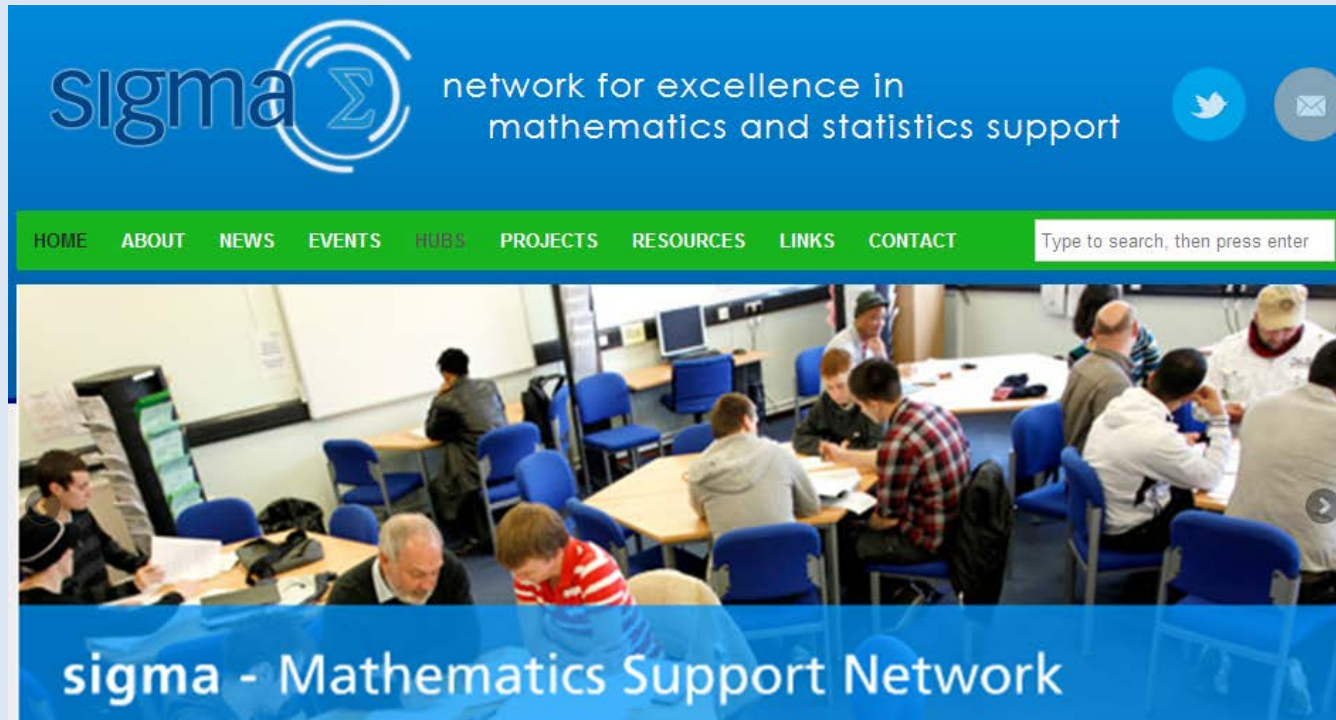 sigma Σ
network for excellence in
mathematics and statistics support
HOME ABOUT NEWS EVENTS HUBS PROJECTS RESOURCES LINKS CONTACT
Type to search, then press enter
sigma - Mathematics Support Network